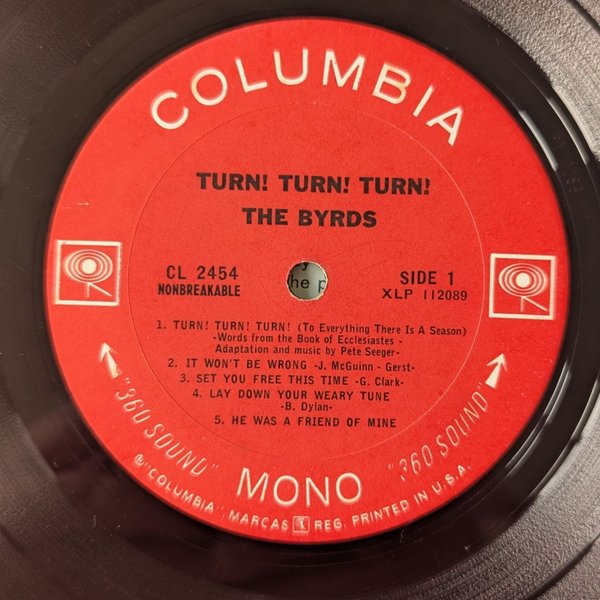 COLUMBIA
TURN! TURN! TURN!
THE BYRDS
CL 2454
NONBREAKABLE
SIDE 1
XLP 112089
he p
1. TURN! TURN! TURN! (To Everything There Is A Season)
-Words from the Book of Ecclesiastes -
Adaptation and music by Pete Seeger-
2. IT WON'T BE WRONG -J. McGuinn - Gerst-
3. SET YOU FREE THIS TIME -G. Clark-
4. LAY DOWN YOUR WEARY TUNE
-B. Dylan-
5. HE WAS A FRIEND OF MINE
"360 SOUND"
MONO
"360 SOUND"
® "COLUMBIA" MARCAS REG. PRINTED IN U.S.A.